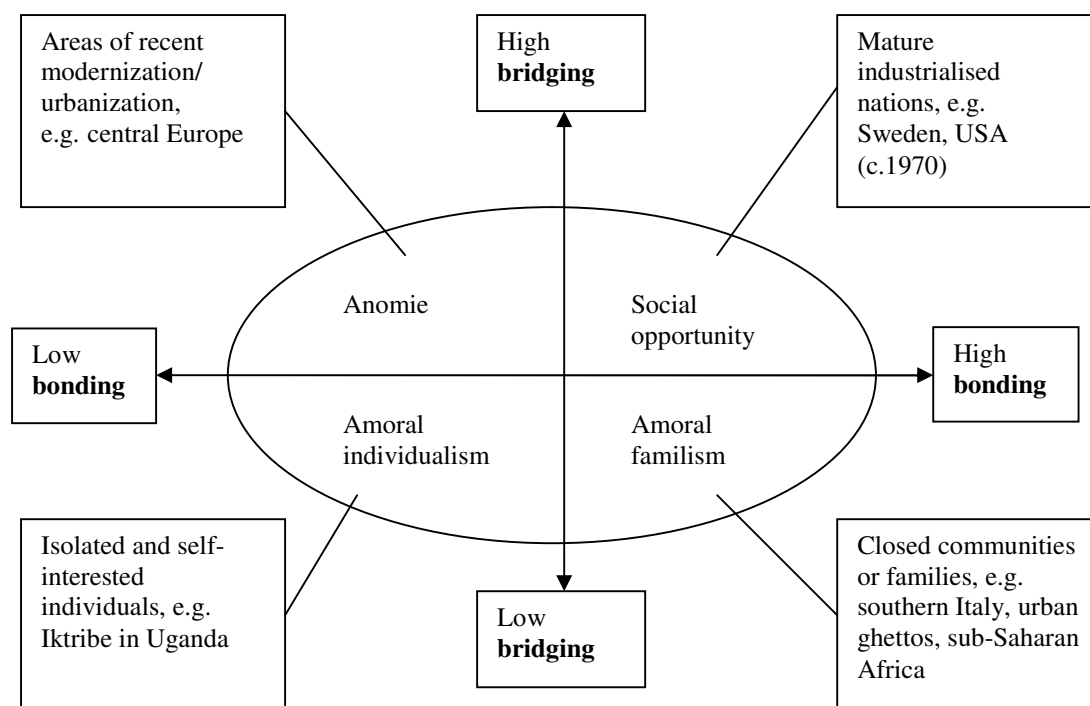 Areas of recent
modernization/
urbanization,
e.g. central Europe
High
bridging
Mature
industrialised
nations, e.g.
Sweden, USA
(c.1970)
Anomie
Social
opportunity
Low
bonding
High
bonding
Amoral
individualism
Amoral
familism
Isolated and self-
interested
individuals, e.g.
Iktribe in Uganda
Low
bridging
Closed communities
or families, e.g.
southern Italy, urban
ghettos, sub-Saharan
Africa